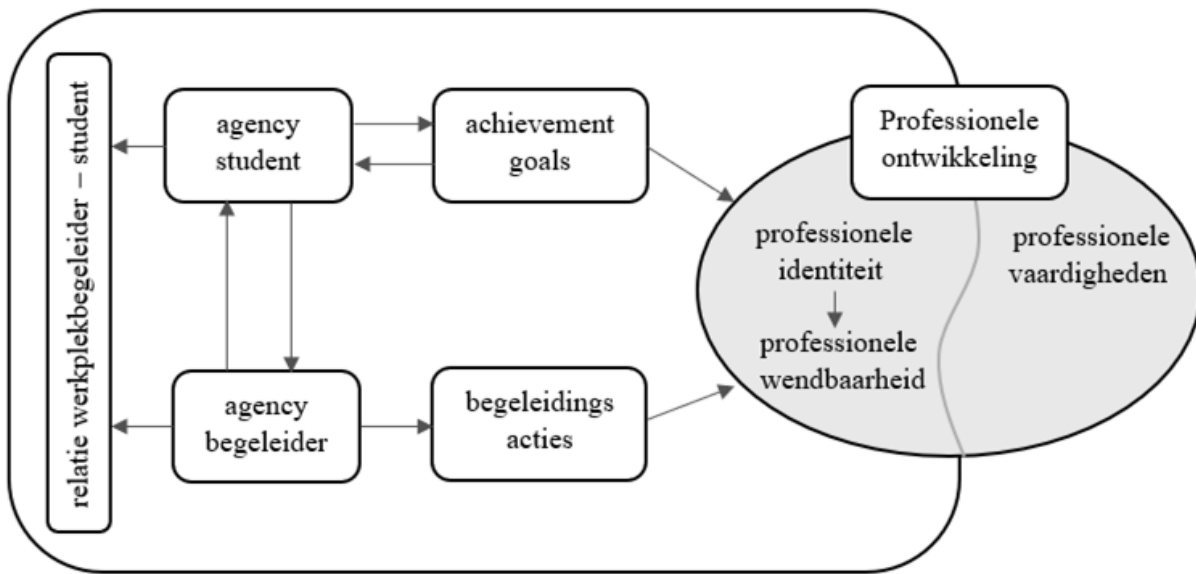 relatie werkplekbegeleider – student
agency
student
achievement
goals
agency
begeleider
begeleidings
acties
Professionele
ontwikkeling
professionele
identiteit
professionele
wendbaarheid
professionele
vaardigheden